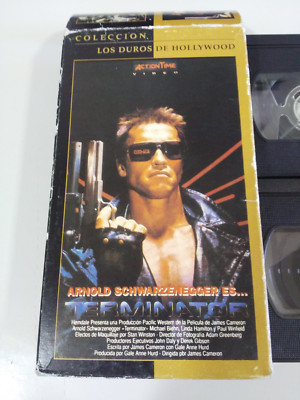 COLECCION,
LOS DUROS DE HOLLYWOOD
ACTIONTIME
VIDEO
ARNOLD SCHWARZENEGGER ES...
TERMINATOR
Hemdale Presenta una Producción Pacific Western de la Película de James Cameron
Arnold Schwarzenegger «Terminator» Michael Biehn, Linda Hamilton y Paul Winfield
Efectos de Maquillaje por Stan Winston - Director de Fotografía Adam Greenberg
Productores Ejecutivos John Daly y Derek Gibson
Escrita por James Cameron con Gale Anne Hurd
Producida por Gale Anne Hurd - Dirigida por James Cameron